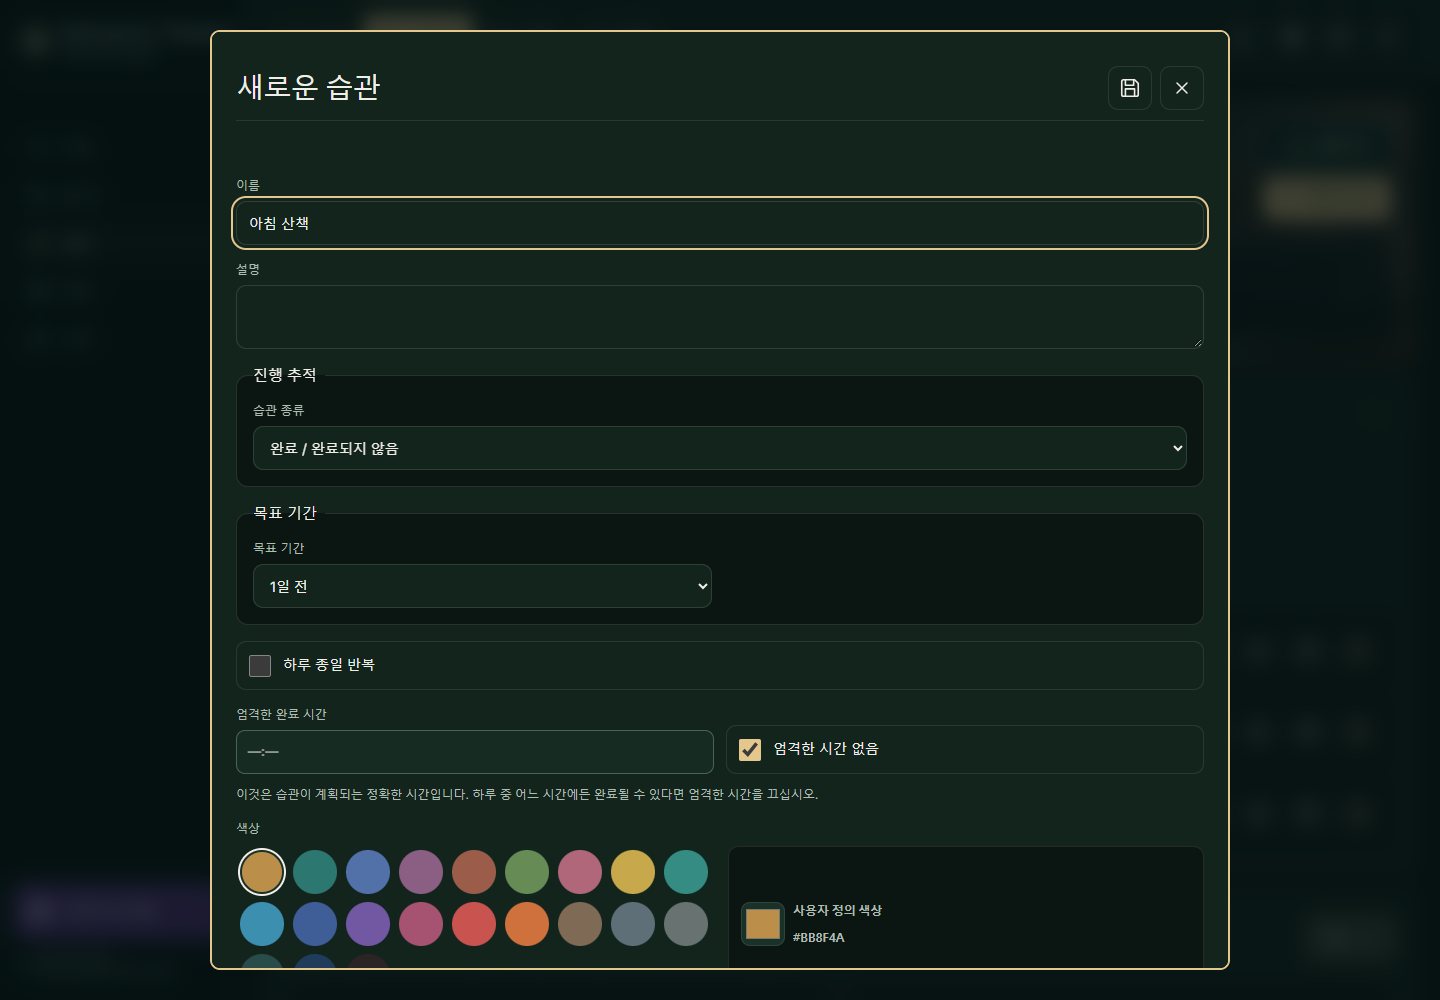 새로운 습관
이름
아침 산책
설명
진행 추적
습관 종류
완료 / 완료되지 않음
목표 기간
목표 기간
1일 전
하루 종일 반복
엄격한 완료 시간
—:—
엄격한 시간 없음
이것은 습관이 계획되는 정확한 시간입니다. 하루 중 어느 시간에든 완료될 수 있다면 엄격한 시간을 끄십시오.
색상
사용자 정의 색상
#BB8F4A